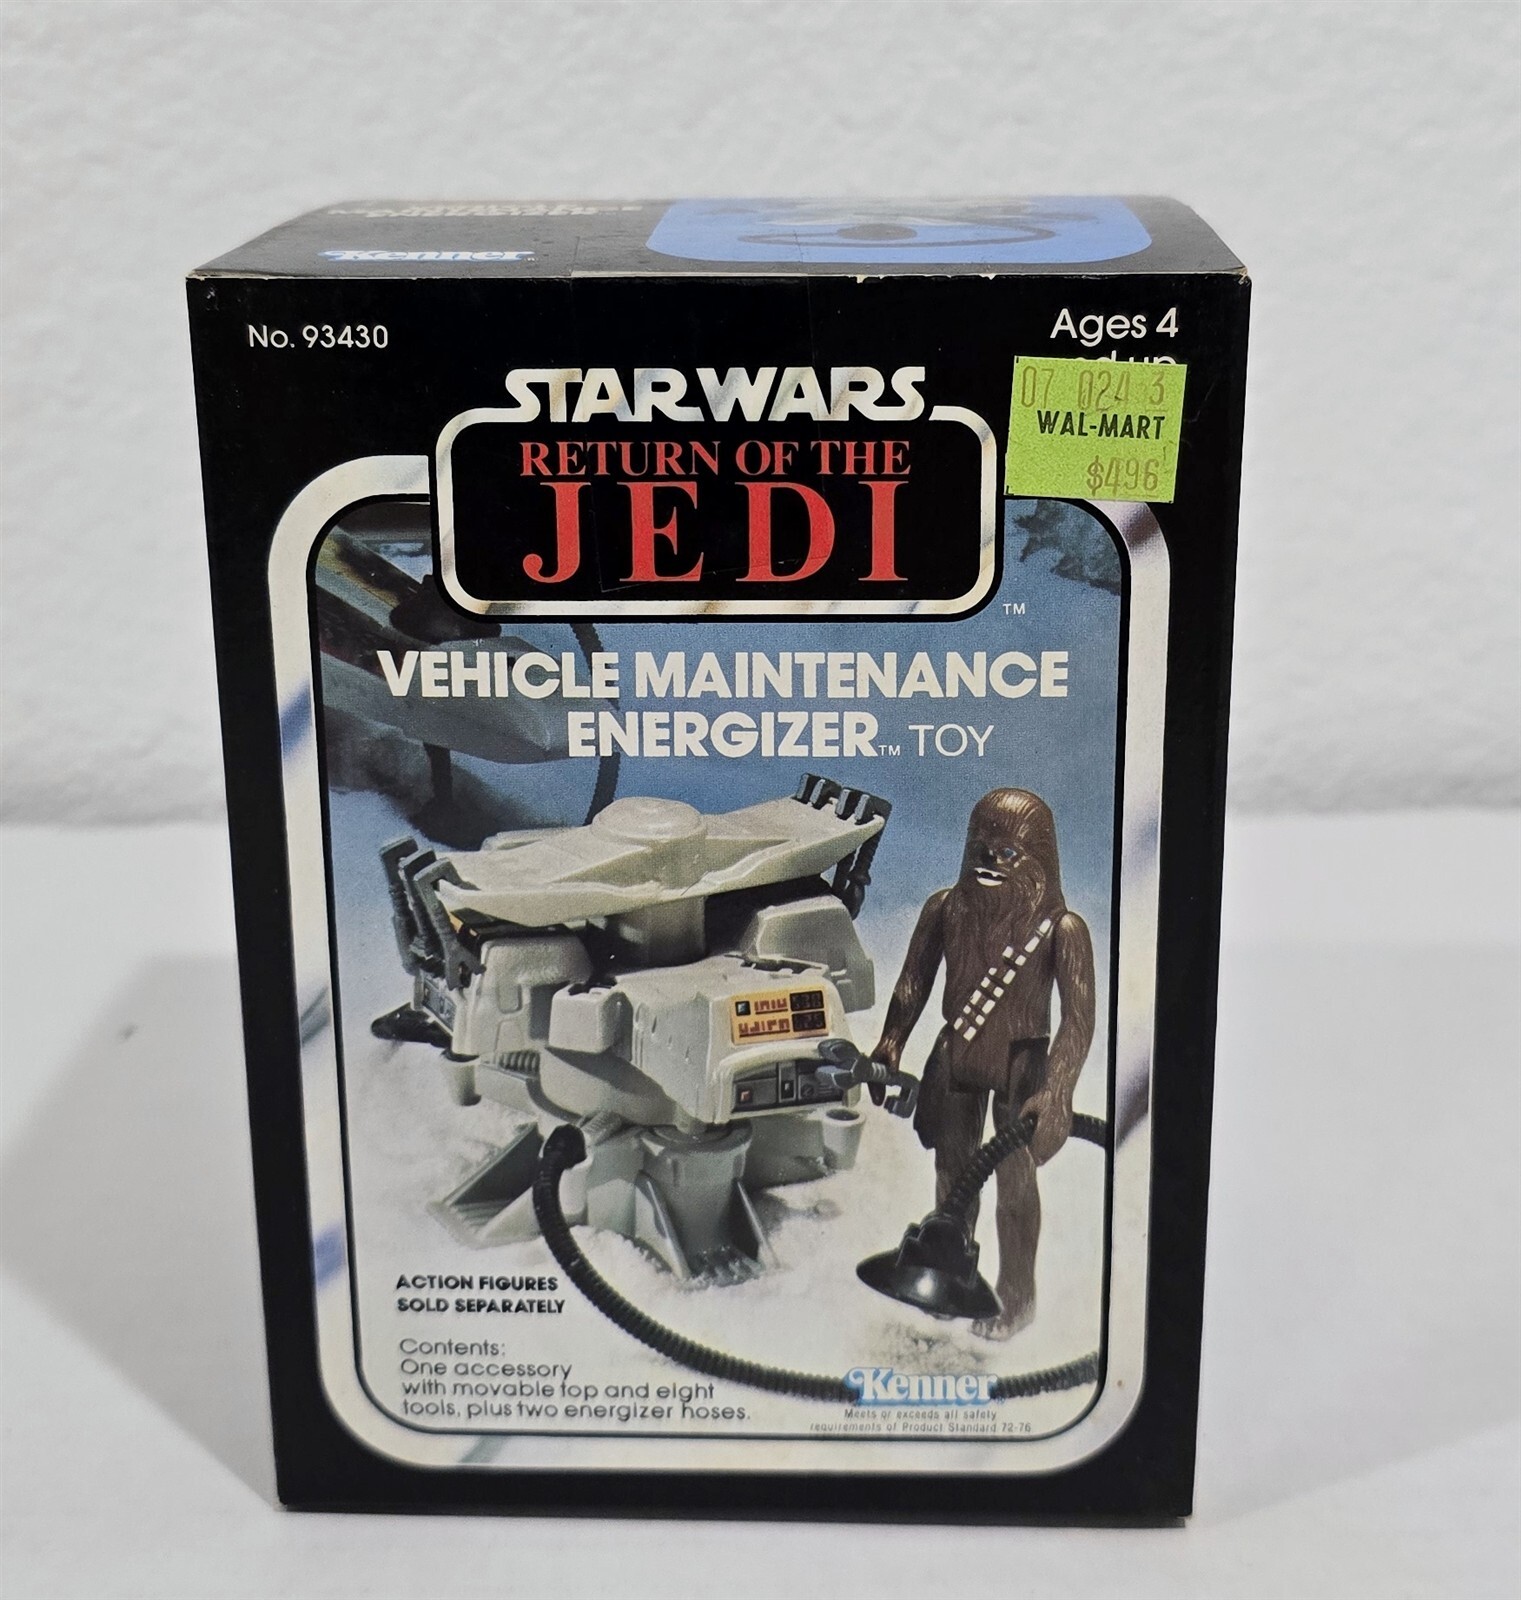 Kenner
No. 93430
Ages 4
07 024 3
WAL-MART
$496
STAR WARS
RETURN OF THE
JEDI
TM
VEHICLE MAINTENANCE
ENERGIZER TM TOY
ACTION FIGURES
SOLD SEPARATELY
Contents:
One accessory
with movable top and eight
tools, plus two energizer hoses.
Kenner
Meets or exceeds all safety
requirements of Product Standard 72-76